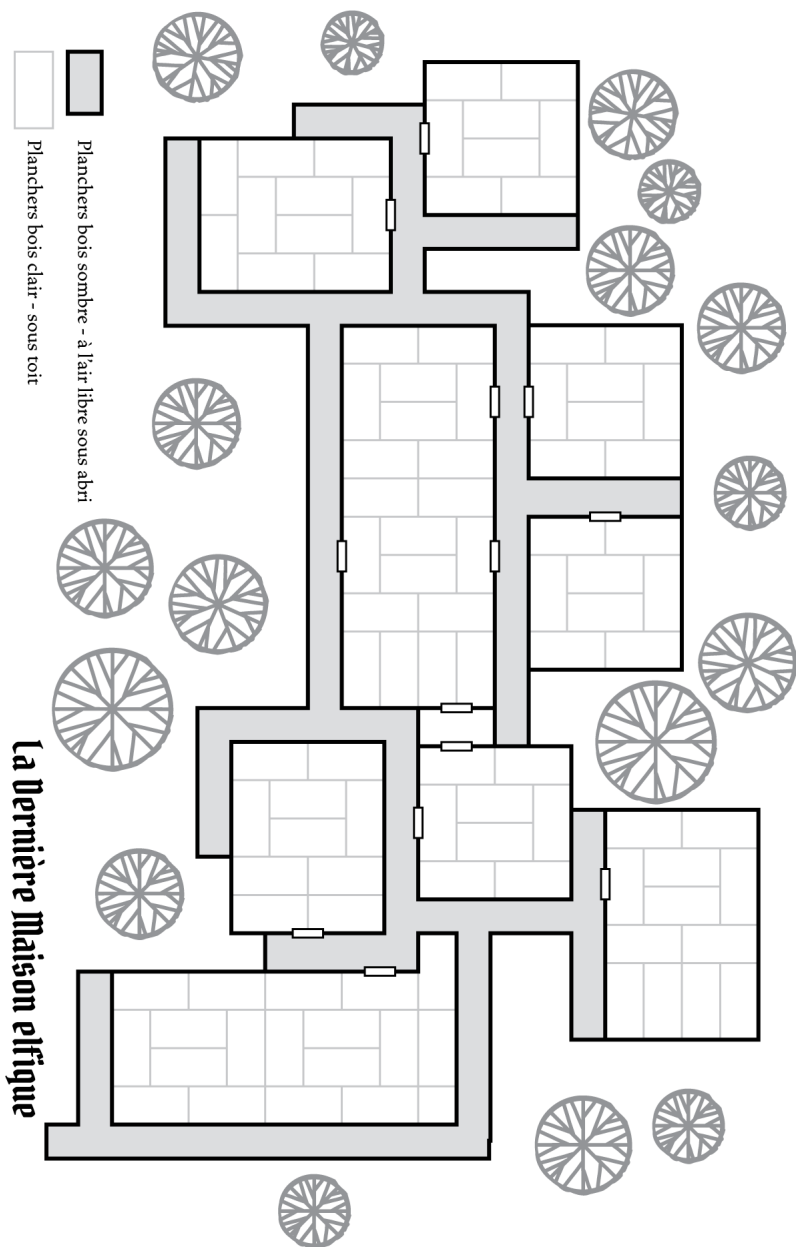 La Dernière Maison elfique
Planchers bois sombre - à l'air libre sous abri
Planchers bois clair - sous toit